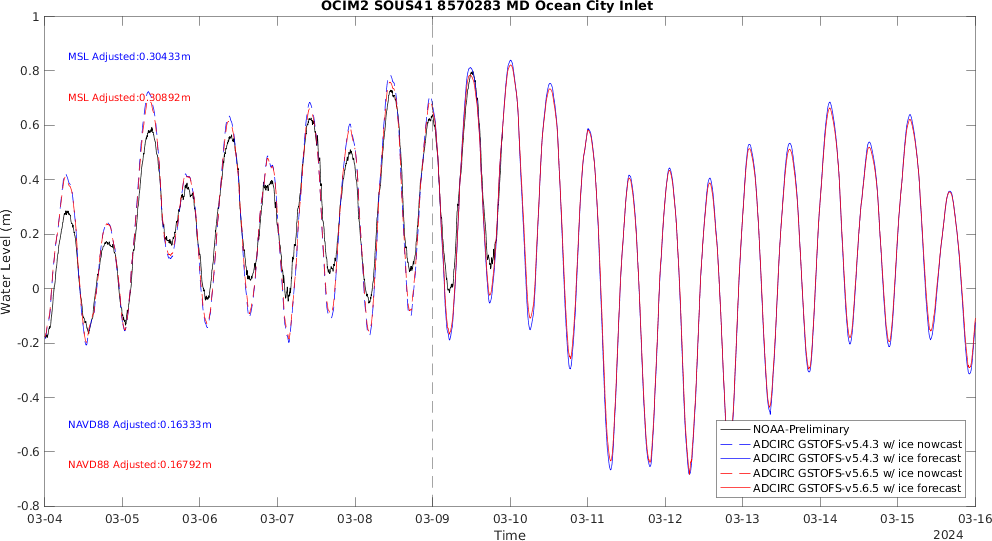 OCIM2 SOUS41 8570283 MD Ocean City Inlet
1
0.8
0.6
0.4
0.2
0
-0.2
-0.4
-0.6
-0.8
Water Level (m)
MSL Adjusted:0.30433m
MSL Adjusted:0.30892m
NAVD88 Adjusted:0.16333m
NAVD88 Adjusted:0.16792m
NOAA-Preliminary
ADCIRC GSTOFS-v5.4.3 w/ ice nowcast
ADCIRC GSTOFS-v5.4.3 w/ ice forecast
ADCIRC GSTOFS-v5.6.5 w/ ice nowcast
ADCIRC GSTOFS-v5.6.5 w/ ice forecast
03-04 03-05 03-06 03-07 03-08 03-09 03-10 03-11 03-12 03-13 03-14 03-15 03-16
Time
2024